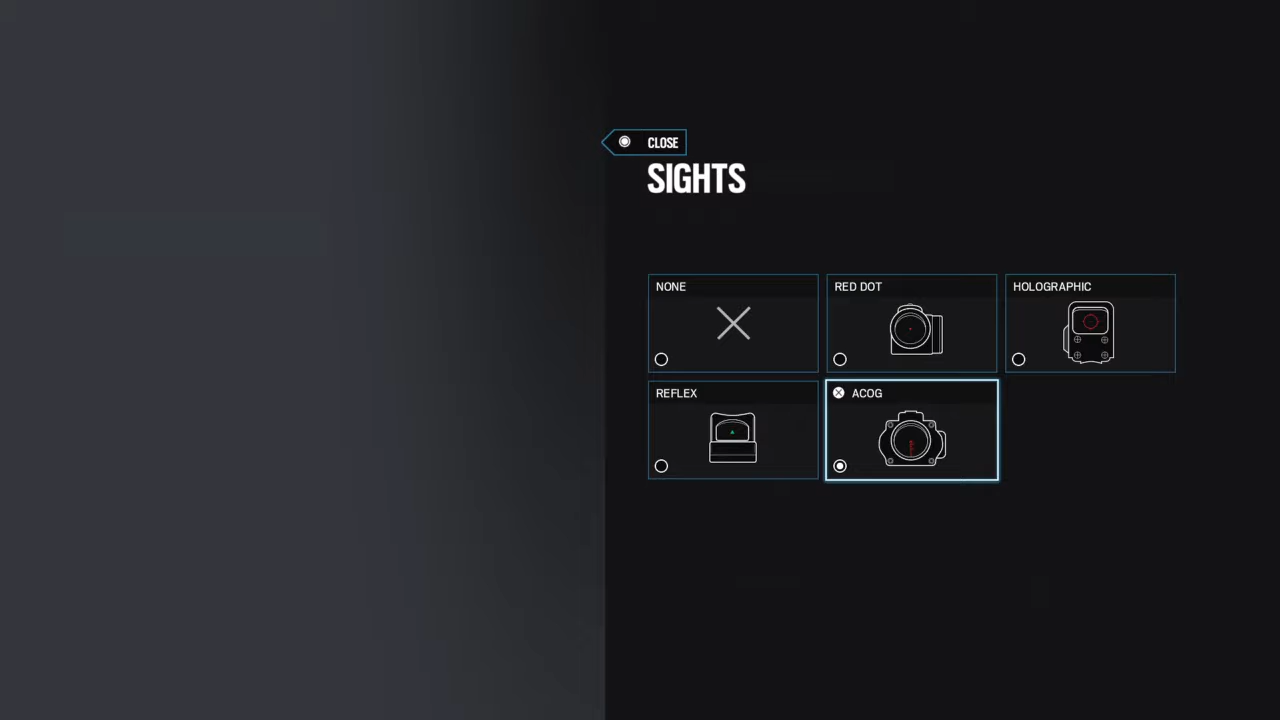 CLOSE
SIGHTS
NONE
RED DOT
HOLOGRAPHIC
REFLEX
ACOG